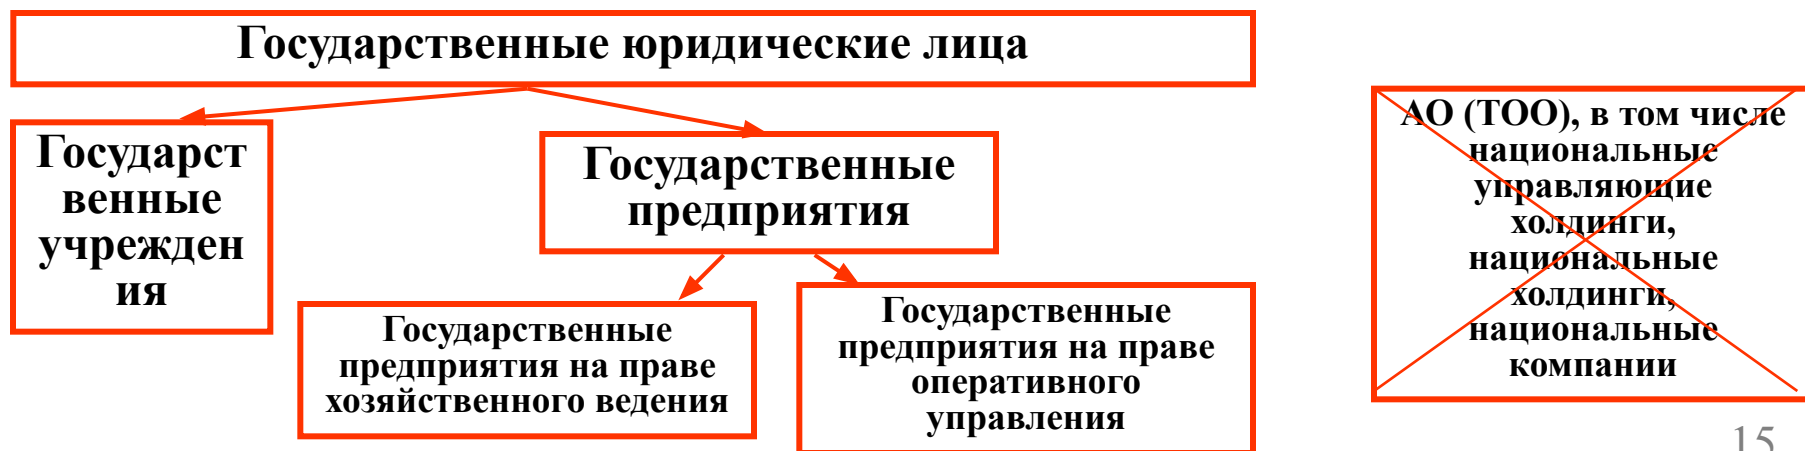 Государственные юридические лица
Государст
венные
учрежден
ия
Государственные
предприятия
Государственные
предприятия на праве
хозяйственного ведения
Государственные
предприятия на праве
оперативного
управления
АО (ТОО), в том числе
национальные
управляющие
холдинги,
национальные
холдинги,
национальные
компании
15